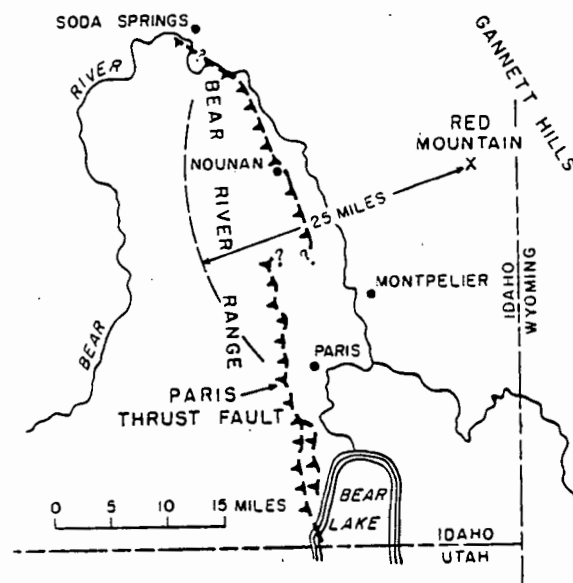 SODA SPRINGS
GANNETT HILLS
RIVER
?
BEAR
RED
MOUNTAIN
X
NOUNAN
RIVER
25 MILES
? ?
MONTPELIER
IDAHO
WYOMING
RANGE
BEAR
PARIS
PARIS
THRUST FAULT
0 5 10 15 MILES
BEAR
LAKE
IDAHO
UTAH